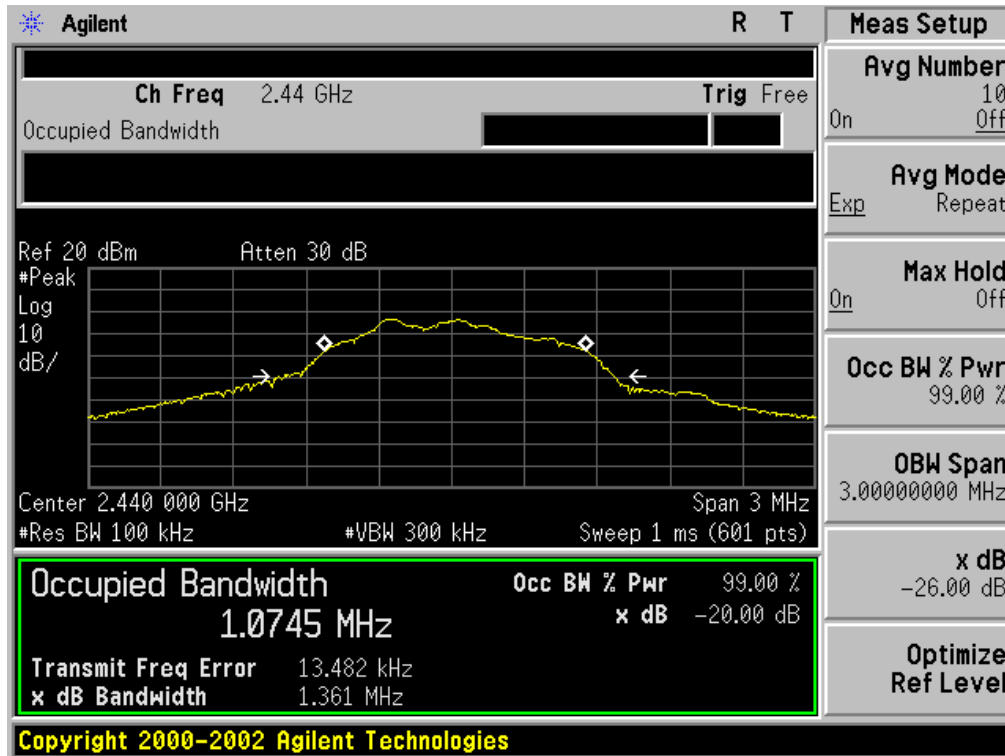 Agilent R T
Ch Freq 2.44 GHz Trig Free
Occupied Bandwidth
Ref 20 dBm Atten 30 dB
#Peak
Log
10
dB/
Center 2.440 000 GHz Span 3 MHz
#Res BW 100 kHz #VBW 300 kHz Sweep 1 ms (601 pts)
Occupied Bandwidth Occ BW % Pwr 99.00 %
1.0745 MHz x dB -20.00 dB
Transmit Freq Error 13.482 kHz
x dB Bandwidth 1.361 MHz
Copyright 2000-2002 Agilent Technologies
Meas Setup
Avg Number
10
On Off
Avg Mode
Exp Repeat
Max Hold
On Off
Occ BW % Pwr
99.00 %
OBW Span
3.00000000 MHz
x dB
-26.00 dB
Optimize
Ref Level